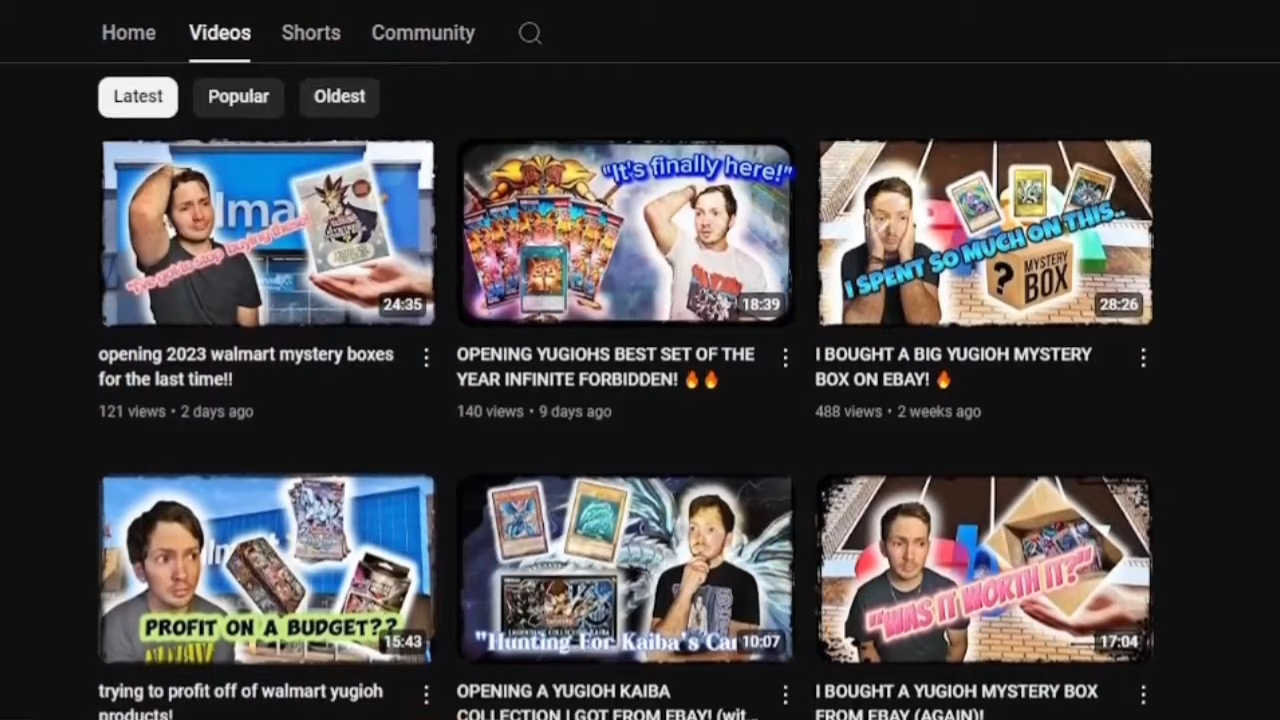 Home Videos Shorts Community
Latest Popular Oldest
lma
24:35
"It's finally here!"
18:39
I SPENT SO MUCH ON THIS..
?
MYSTERY
BOX
28:26
opening 2023 walmart mystery boxes
for the last time!!
121 views • 2 days ago
OPENING YUGIOHS BEST SET OF THE
YEAR INFINITE FORBIDDEN! 🔥🔥
140 views • 9 days ago
I BOUGHT A BIG YUGIOH MYSTERY
BOX ON EBAY! 🔥
488 views • 2 weeks ago
PROFIT ON A BUDGET??
15:43
"Hunting For Kaiba's Car
10:07
"WAS IT WORTH IT?"
17:04
trying to profit off of walmart yugioh
products!
OPENING A YUGIOH KAIBA
COLLECTION I GOT FROM EBAY! (wit...
I BOUGHT A YUGIOH MYSTERY BOX
FROM EBAY (AGAIN)!